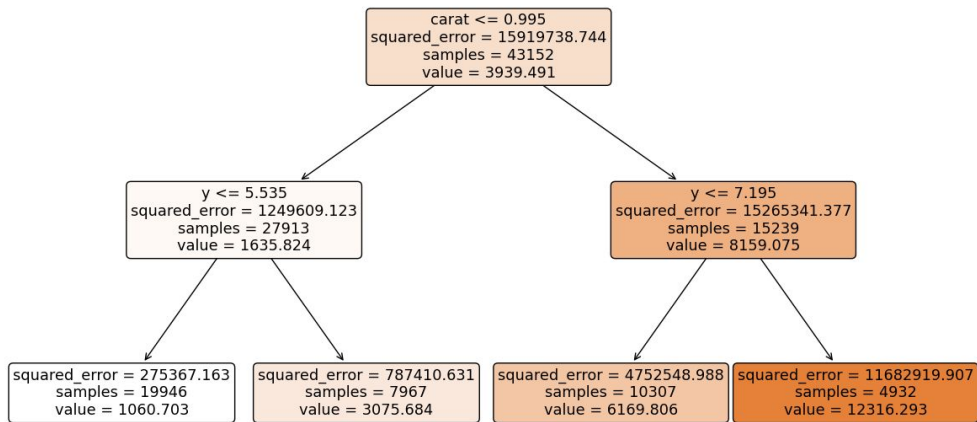 carat <= 0.995
squared_error = 15919738.744
samples = 43152
value = 3939.491
y <= 5.535
squared_error = 1249609.123
samples = 27913
value = 1635.824
y <= 7.195
squared_error = 15265341.377
samples = 15239
value = 8159.075
squared_error = 275367.163
samples = 19946
value = 1060.703
squared_error = 787410.631
samples = 7967
value = 3075.684
squared_error = 4752548.988
samples = 10307
value = 6169.806
squared_error = 11682919.907
samples = 4932
value = 12316.293